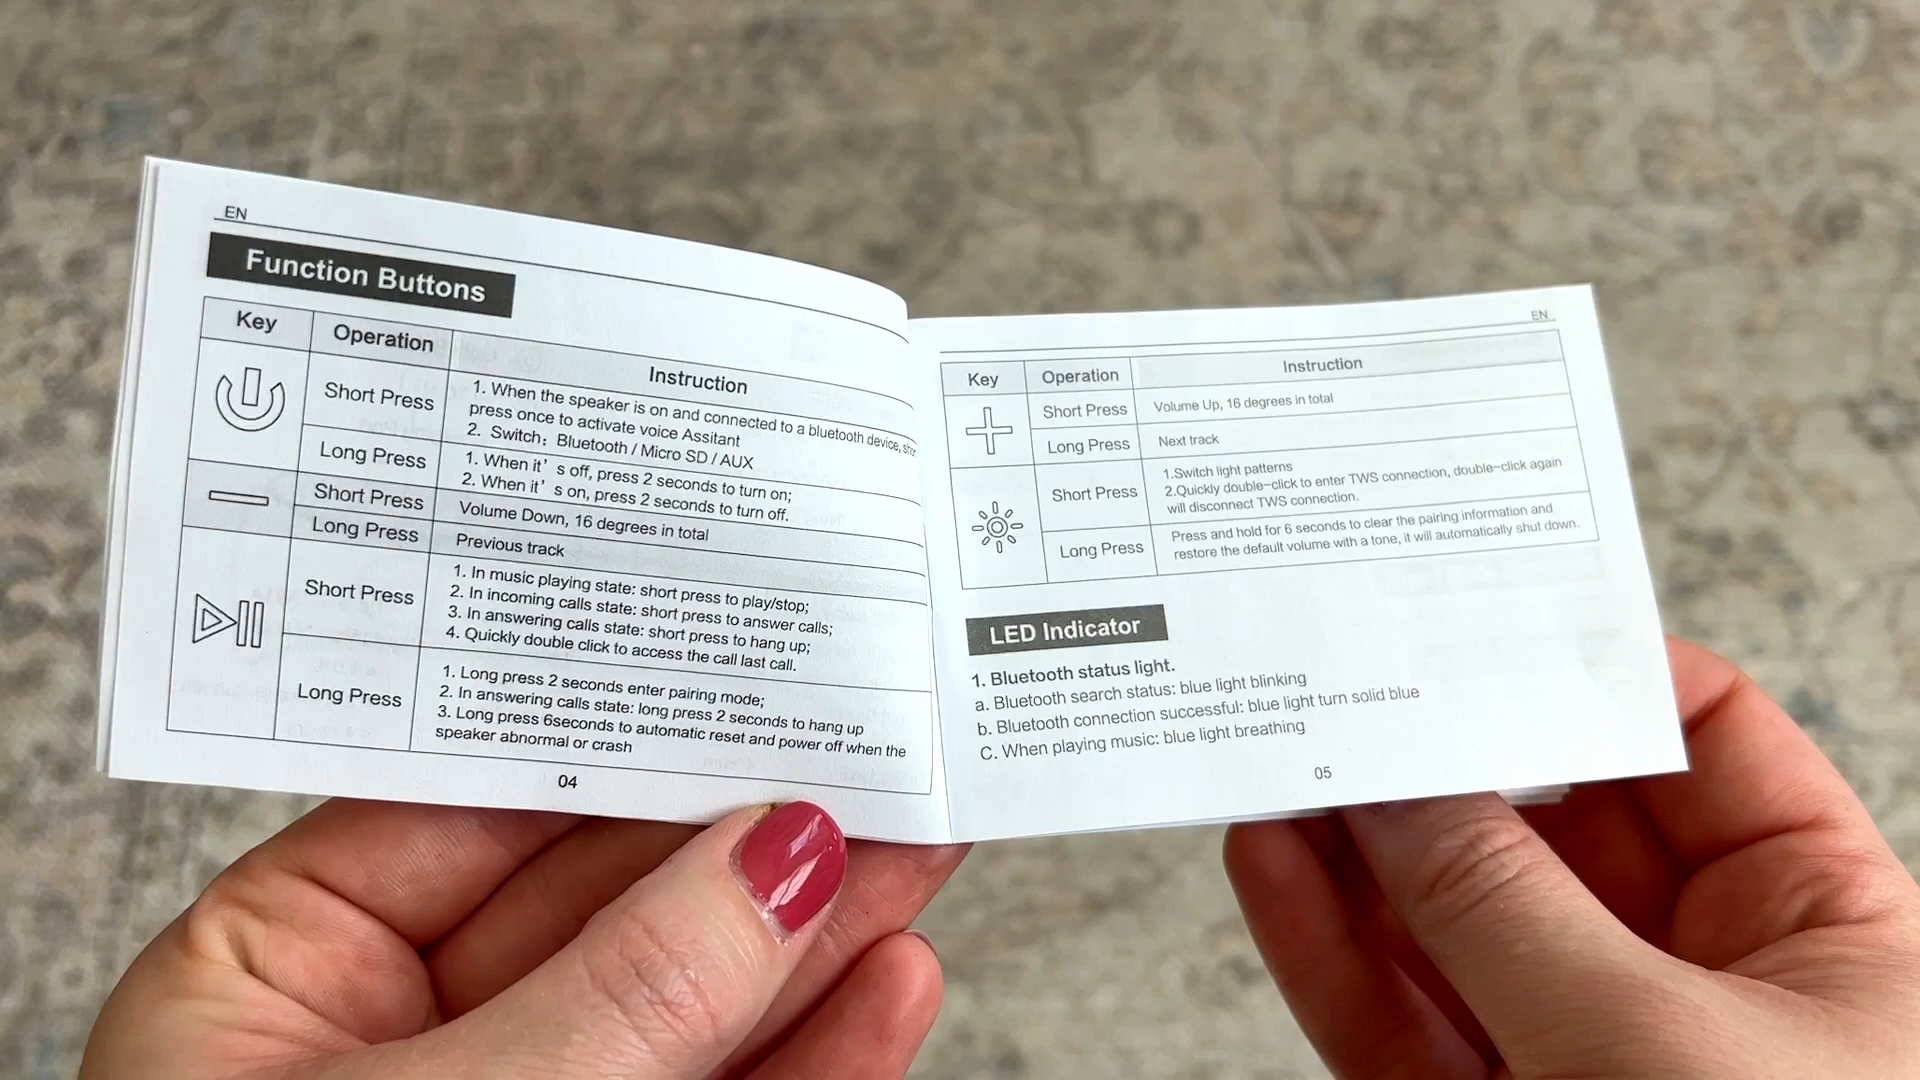 EN
Function Buttons
Key Operation Instruction
Short Press
1. When the speaker is on and connected to a bluetooth device,
press once to activate voice Assitant
2. Switch: Bluetooth / Micro SD / AUX
Long Press
1. When it' s off, press 2 seconds to turn on;
2. When it' s on, press 2 seconds to turn off.
Short Press Volume Down, 16 degrees in total
Long Press Previous track
Short Press
1. In music playing state: short press to play/stop;
2. In incoming calls state: short press to answer calls;
3. In answering calls state: short press to hang up;
4. Quickly double click to access the call last call.
Long Press
1. Long press 2 seconds enter pairing mode;
2. In answering calls state: long press 2 seconds to hang up
3. Long press 6seconds to automatic reset and power off when the
speaker abnormal or crash
04
EN
Key Operation Instruction
Short Press Volume Up, 16 degrees in total
Long Press Next track
Short Press
1.Switch light patterns
2.Quickly double-click to enter TWS connection, double-click again
will disconnect TWS connection.
Long Press
Press and hold for 6 seconds to clear the pairing information and
restore the default volume with a tone, it will automatically shut down.
LED Indicator
1. Bluetooth status light.
a. Bluetooth search status: blue light blinking
b. Bluetooth connection successful: blue light turn solid blue
C. When playing music: blue light breathing
05